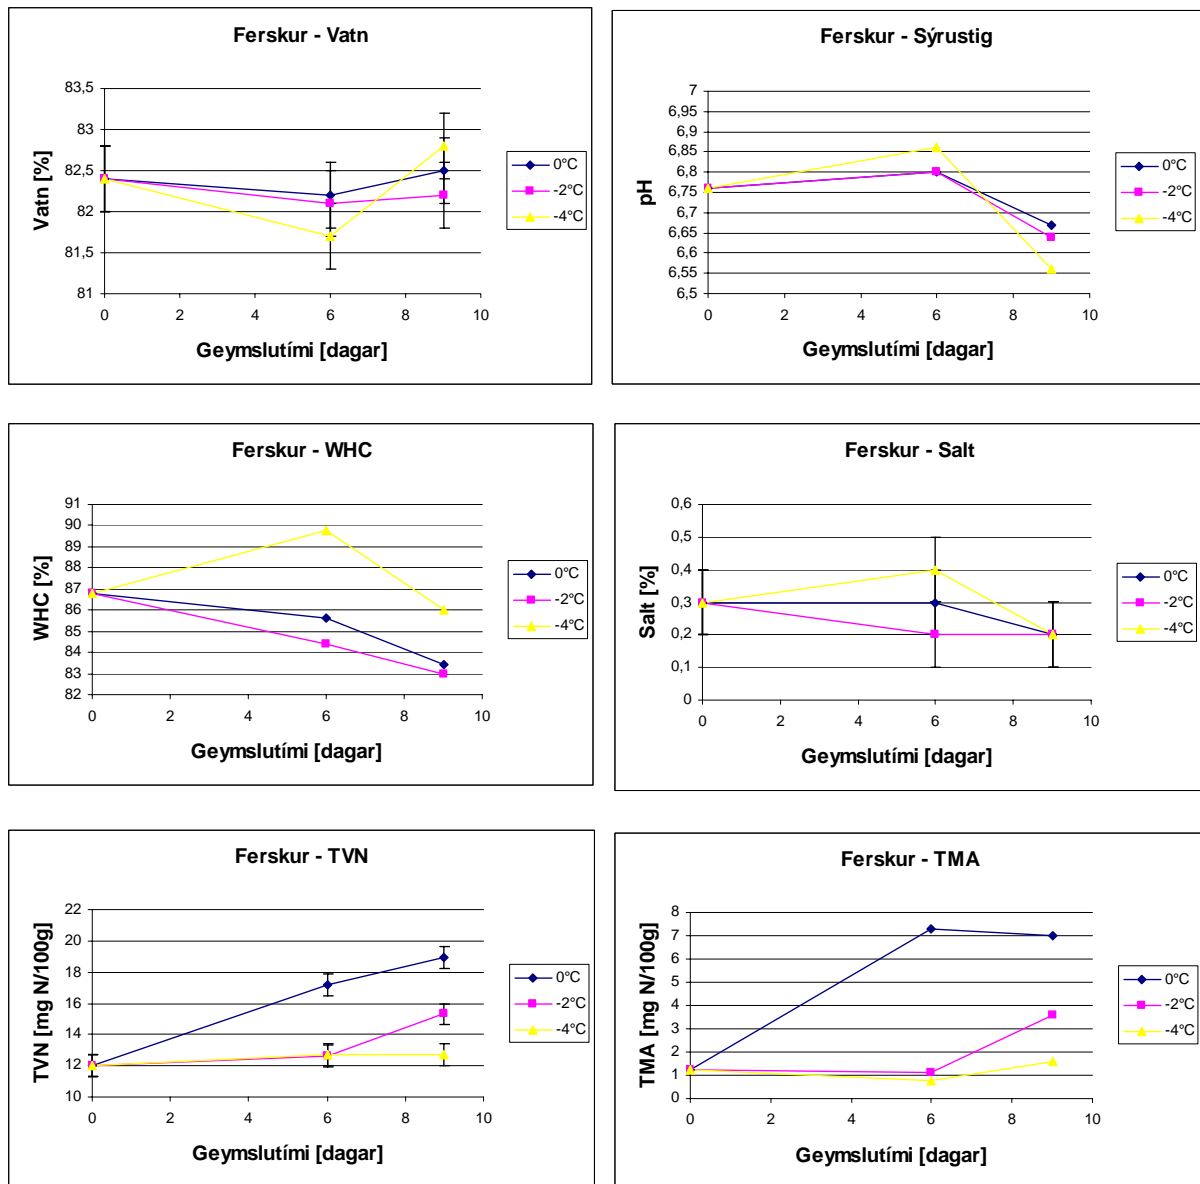 Ferskur - Vatn
Vatn [%]
83,5
83
82,5
82
81,5
81
0 2 4 6 8 10
Geymslutími [dagar]
0°C
-2°C
-4°C
Ferskur - Sýrustig
pH
7
6,95
6,9
6,85
6,8
6,75
6,7
6,65
6,6
6,55
6,5
0 2 4 6 8 10
Geymslutími [dagar]
0°C
-2°C
-4°C
Ferskur - WHC
WHC [%]
91
90
89
88
87
86
85
84
83
82
0 2 4 6 8 10
Geymslutími [dagar]
0°C
-2°C
-4°C
Ferskur - Salt
Salt [%]
0,6
0,5
0,4
0,3
0,2
0,1
0
0 2 4 6 8 10
Geymslutími [dagar]
0°C
-2°C
-4°C
Ferskur - TVN
TVN [mg N/100g]
22
20
18
16
14
12
10
0 2 4 6 8 10
Geymslutími [dagar]
0°C
-2°C
-4°C
Ferskur - TMA
TMA [mg N/100g]
8
7
6
5
4
3
2
1
0
0 2 4 6 8 10
Geymslutími [dagar]
0°C
-2°C
-4°C